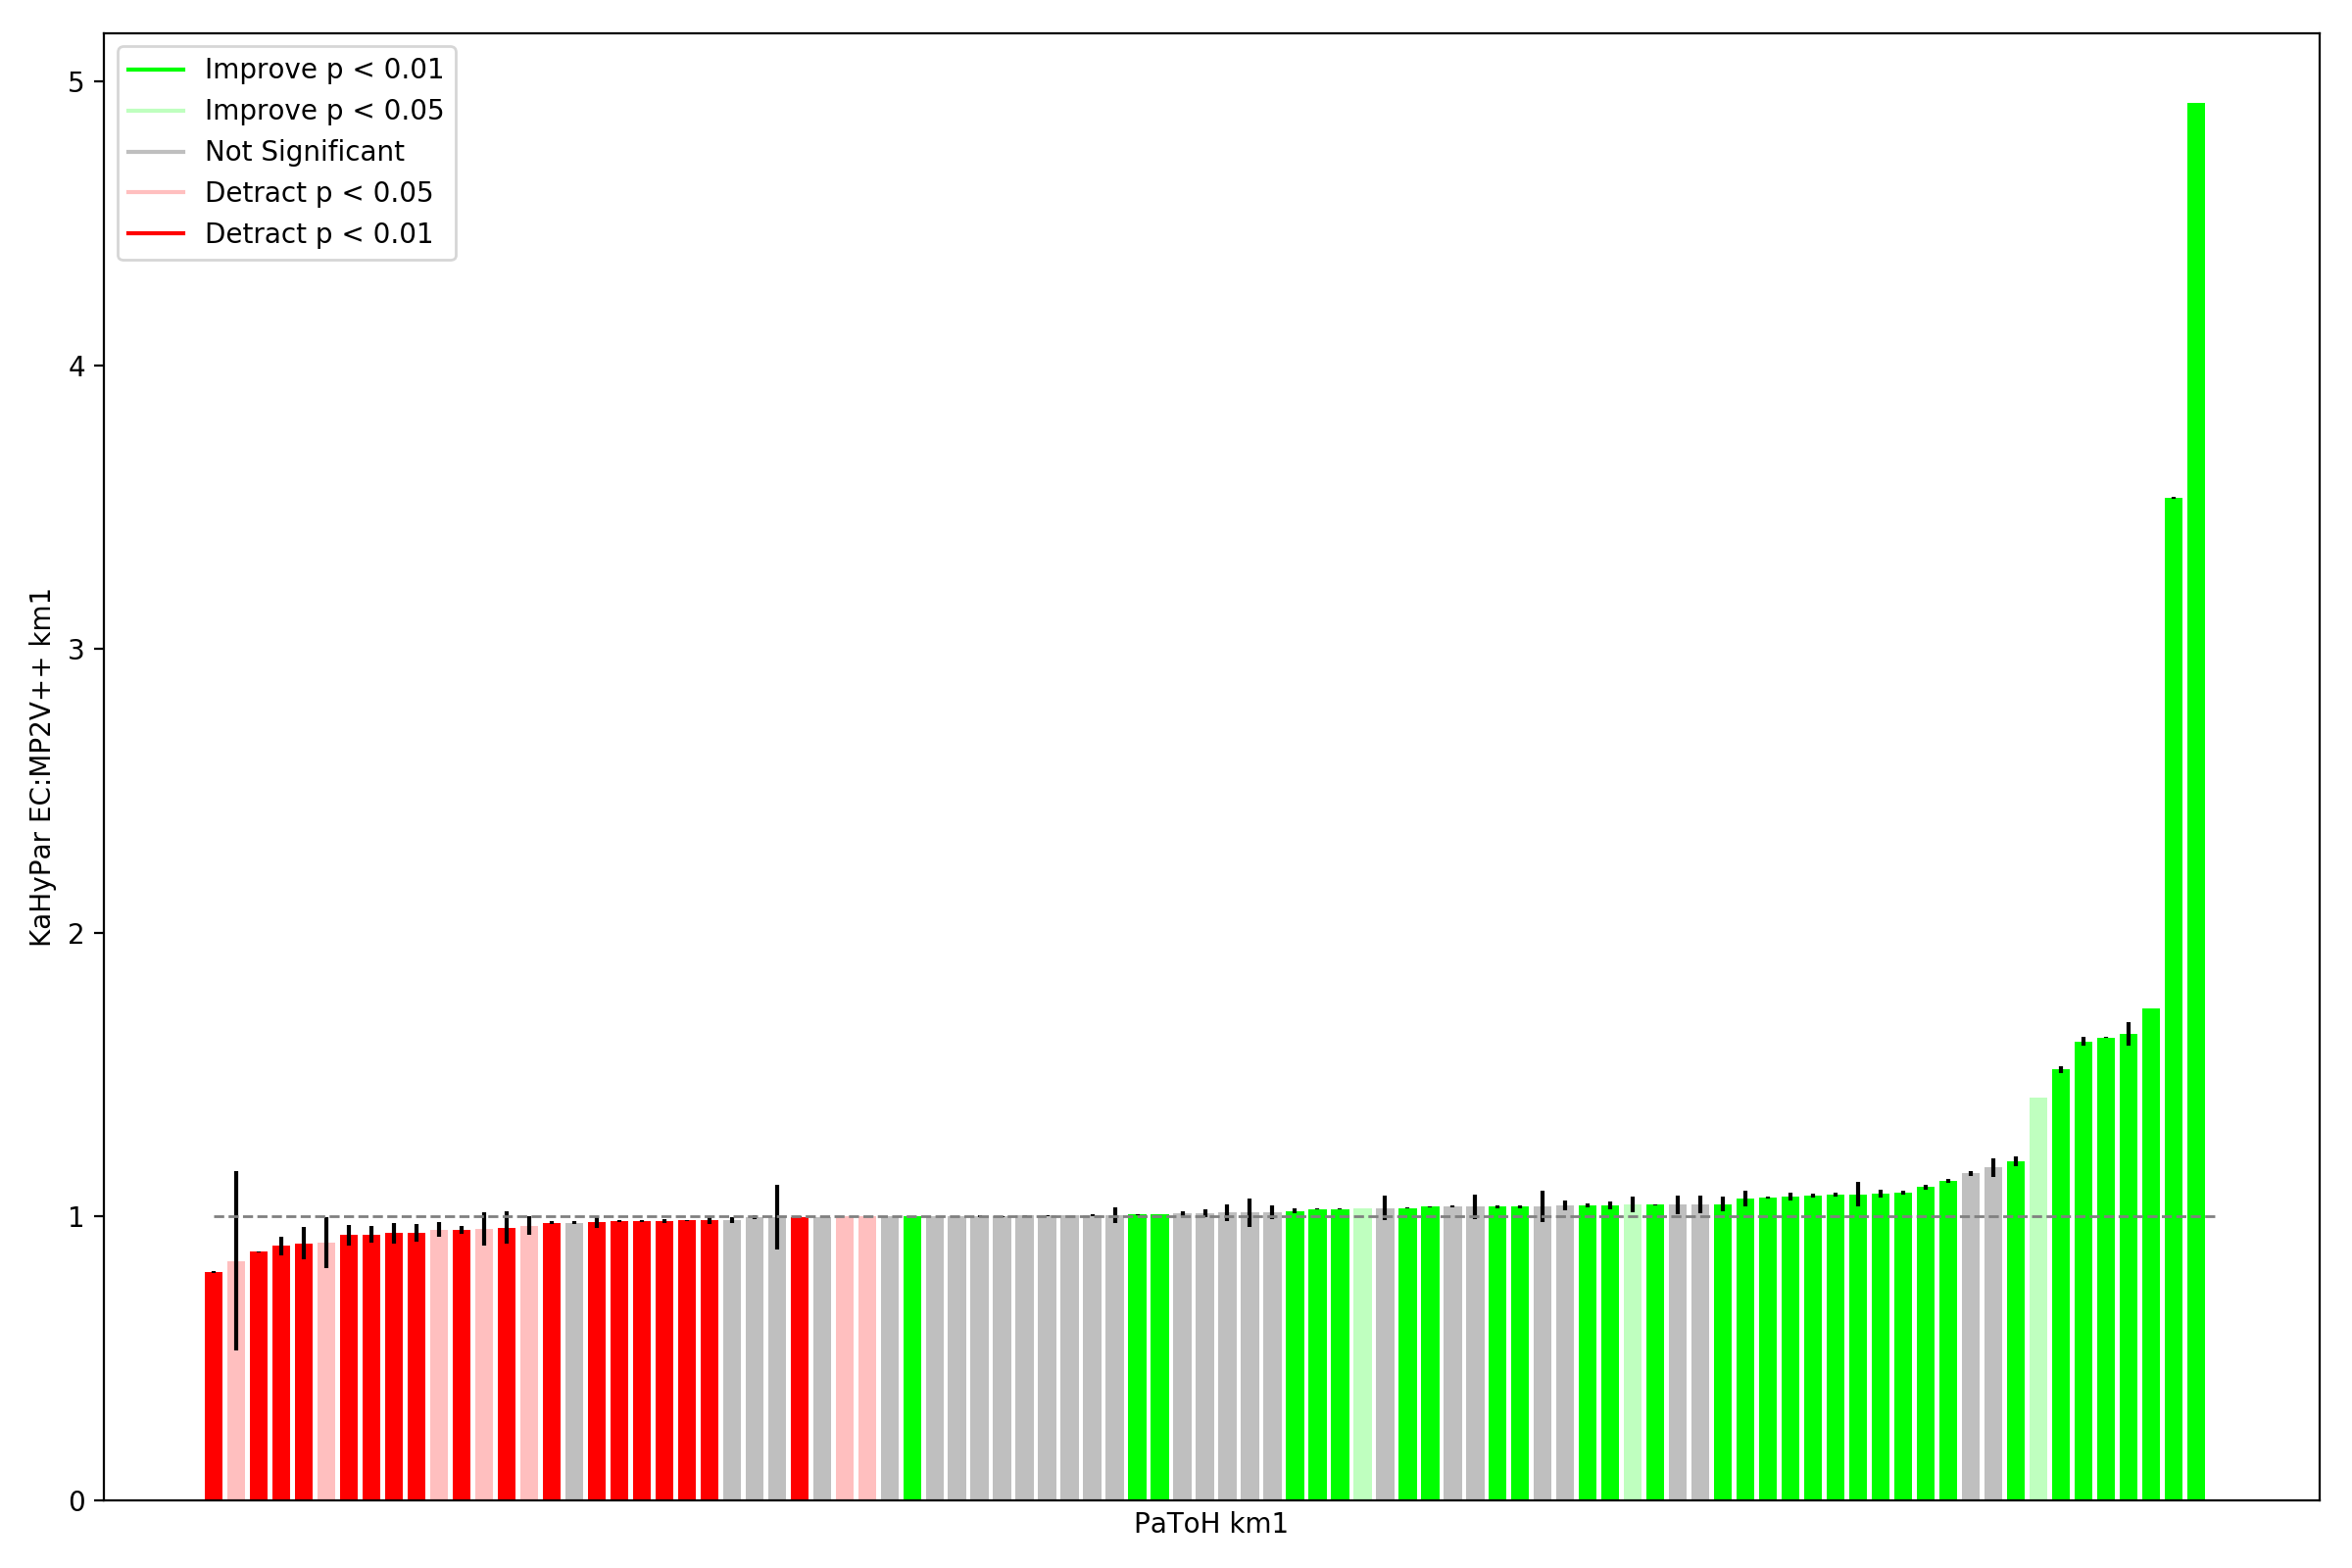 Improve p < 0.01
Improve p < 0.05
Not Significant
Detract p < 0.05
Detract p < 0.01
5
4
3
2
1
0
KaHyPar EC:MP2V++ km1
PaToH km1